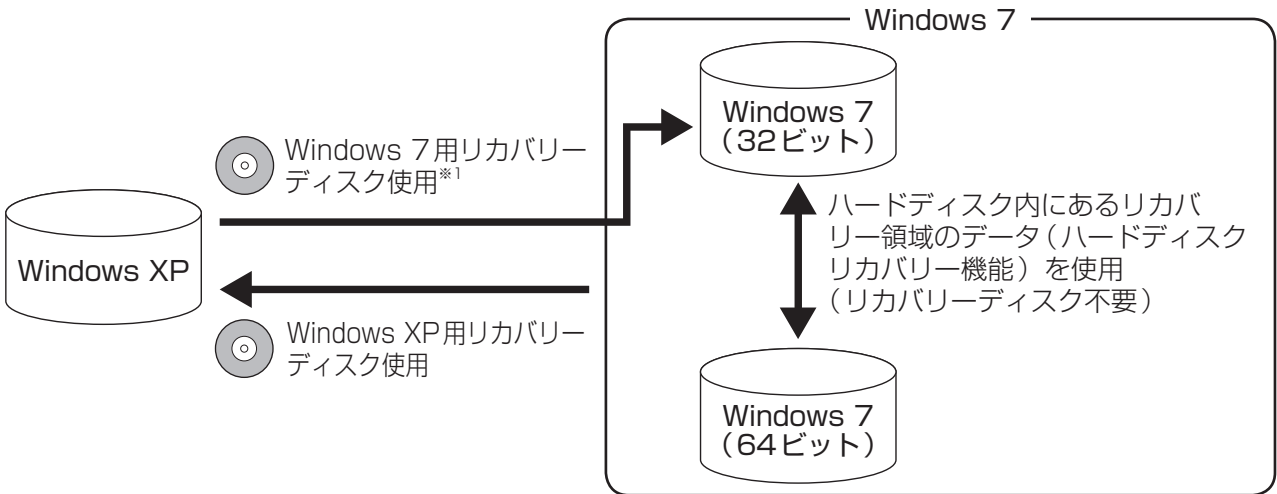 Windows 7
Windows 7
（32ビット）
Windows 7用リカバリー
ディスク使用※1
Windows XP
ハードディスク内にあるリカバ
リー領域のデータ（ハードディスク
リカバリー機能）を使用
（リカバリーディスク不要）
Windows XP用リカバリー
ディスク使用
Windows 7
（64ビット）